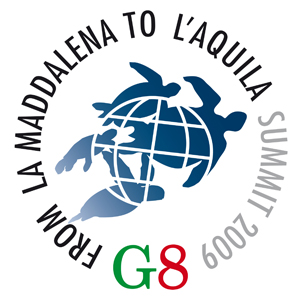 FROM LA MADDALENA TO L'AQUILA SUMMIT 2009
G8